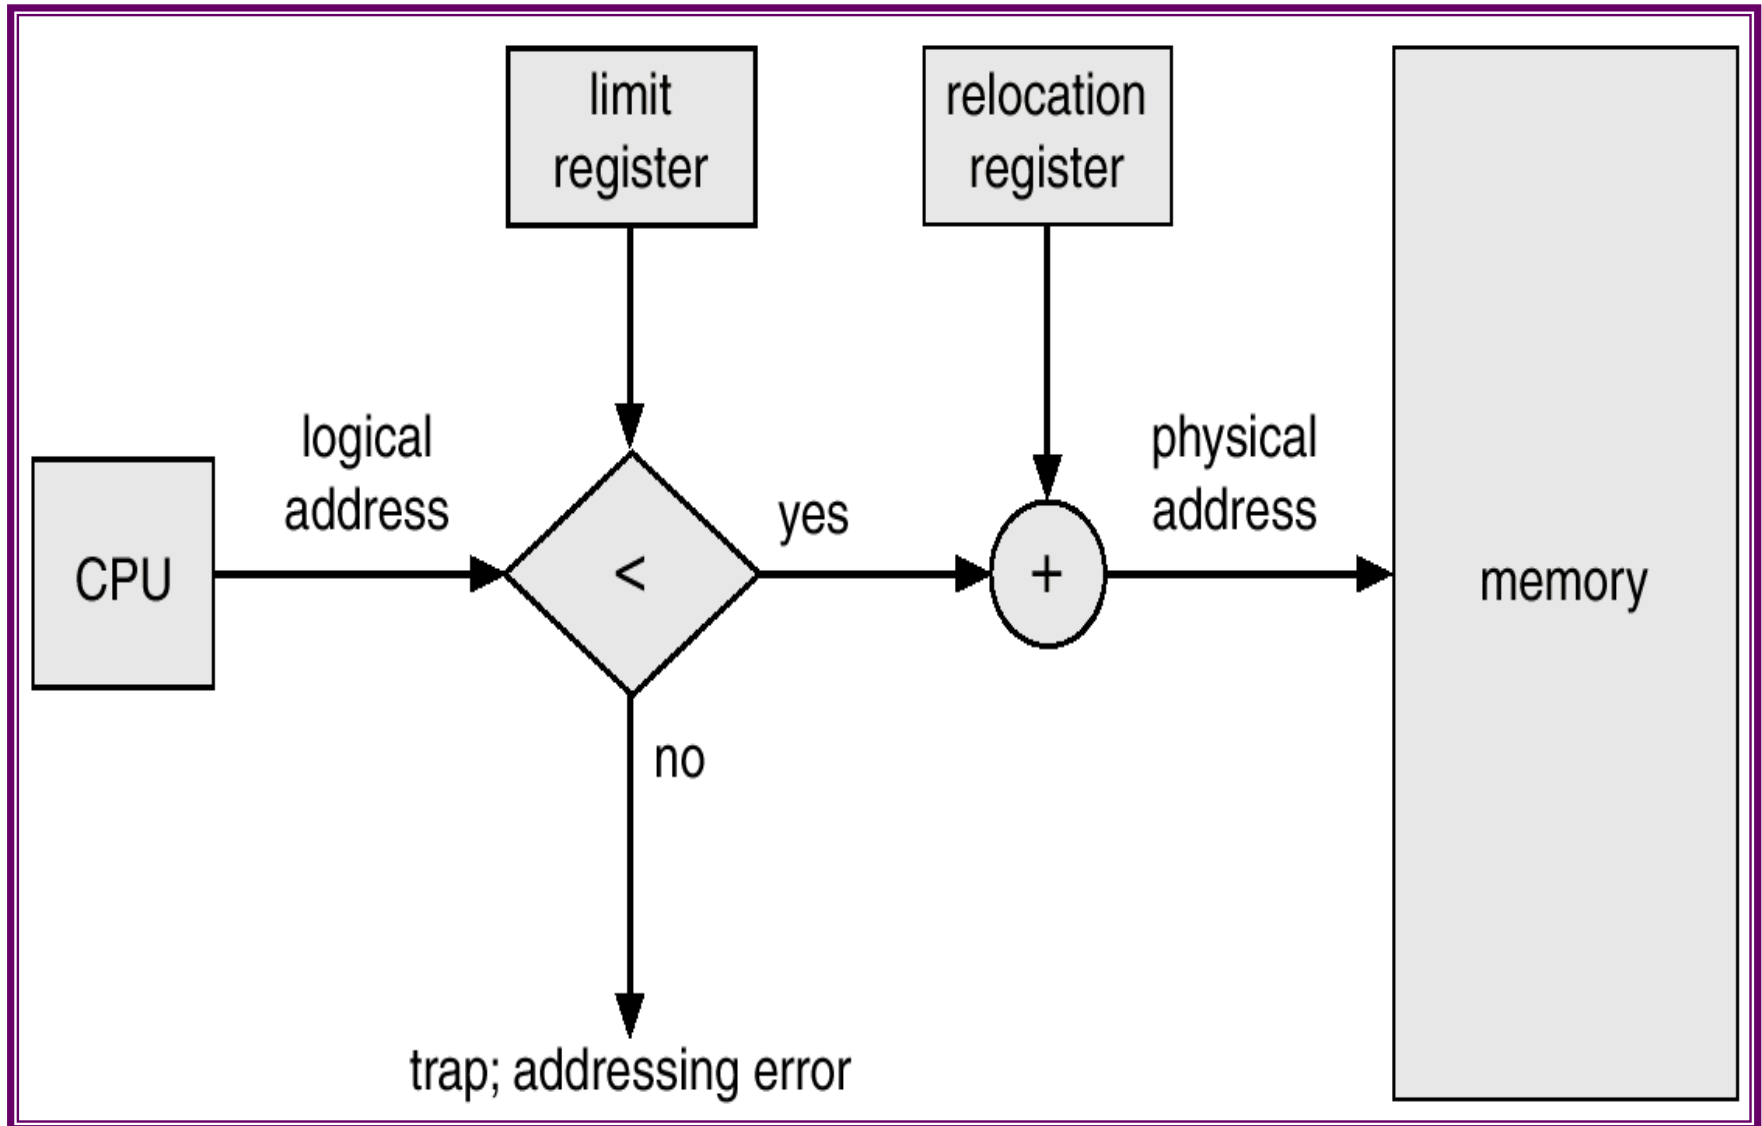 limit
register
relocation
register
logical
address
physical
address
yes
CPU
<
+
memory
no
trap; addressing error